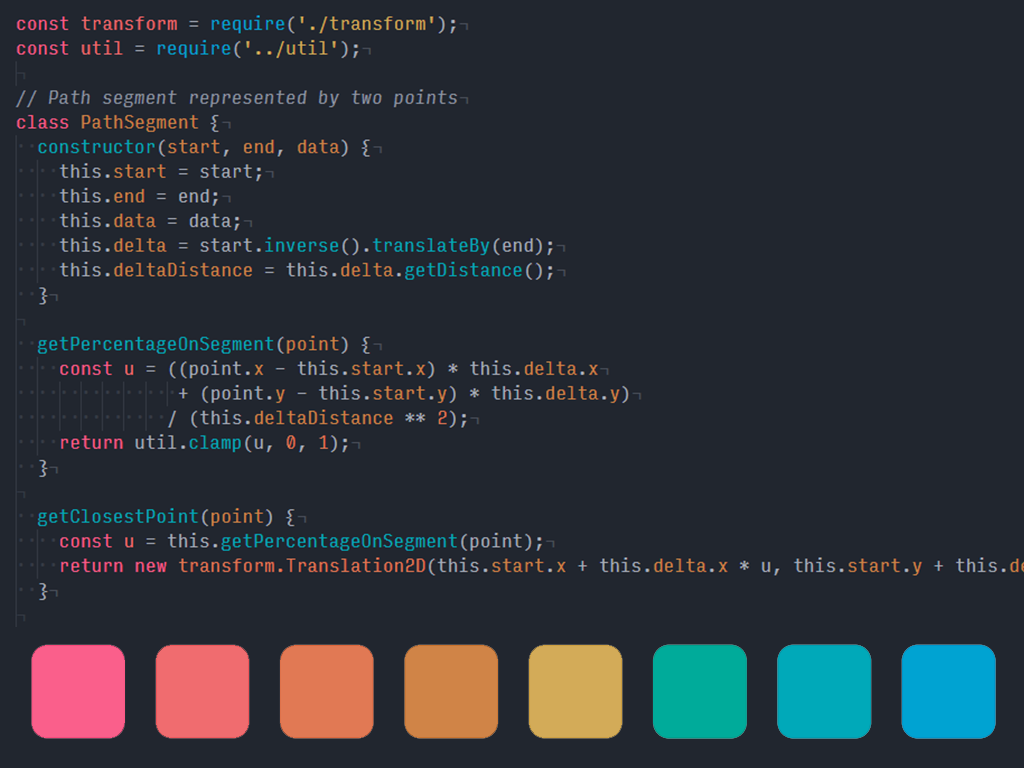 const transform = require('./transform');
const util = require('../util');
// Path segment represented by two points
class PathSegment {
  constructor(start, end, data) {
    this.start = start;
    this.end = end;
    this.data = data;
    this.delta = start.inverse().translateBy(end);
    this.deltaDistance = this.delta.getDistance();
  }
  getPercentageOnSegment(point) {
    const u = ((point.x - this.start.x) * this.delta.x
               + (point.y - this.start.y) * this.delta.y)
              / (this.deltaDistance ** 2);
    return util.clamp(u, 0, 1);
  }
  getClosestPoint(point) {
    const u = this.getPercentageOnSegment(point);
    return new transform.Translation2D(this.start.x + this.delta.x * u, this.start.y + this.
  }